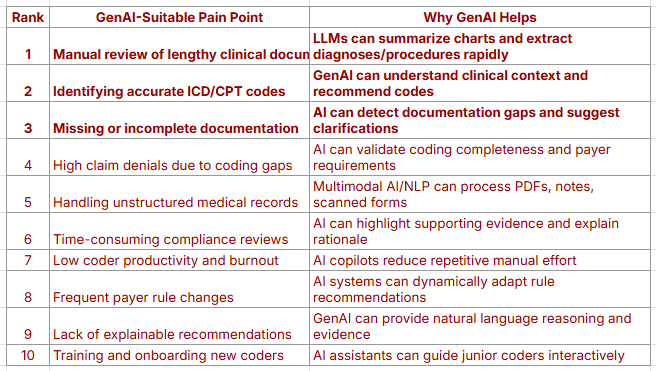 Rank GenAI-Suitable Pain Point Why GenAI Helps
LLMs can summarize charts and extract
1 Manual review of lengthy clinical docum diagnoses/procedures rapidly
GenAI can understand clinical context and
2 Identifying accurate ICD/CPT codes recommend codes
AI can detect documentation gaps and suggest
3 Missing or incomplete documentation clarifications
AI can validate coding completeness and payer
4 High claim denials due to coding gaps requirements
Multimodal AI/NLP can process PDFs, notes,
5 Handling unstructured medical records scanned forms
AI can highlight supporting evidence and explain
6 Time-consuming compliance reviews rationale
7 Low coder productivity and burnout AI copilots reduce repetitive manual effort
AI systems can dynamically adapt rule
8 Frequent payer rule changes recommendations
GenAI can provide natural language reasoning and
9 Lack of explainable recommendations evidence
10 Training and onboarding new coders AI assistants can guide junior coders interactively